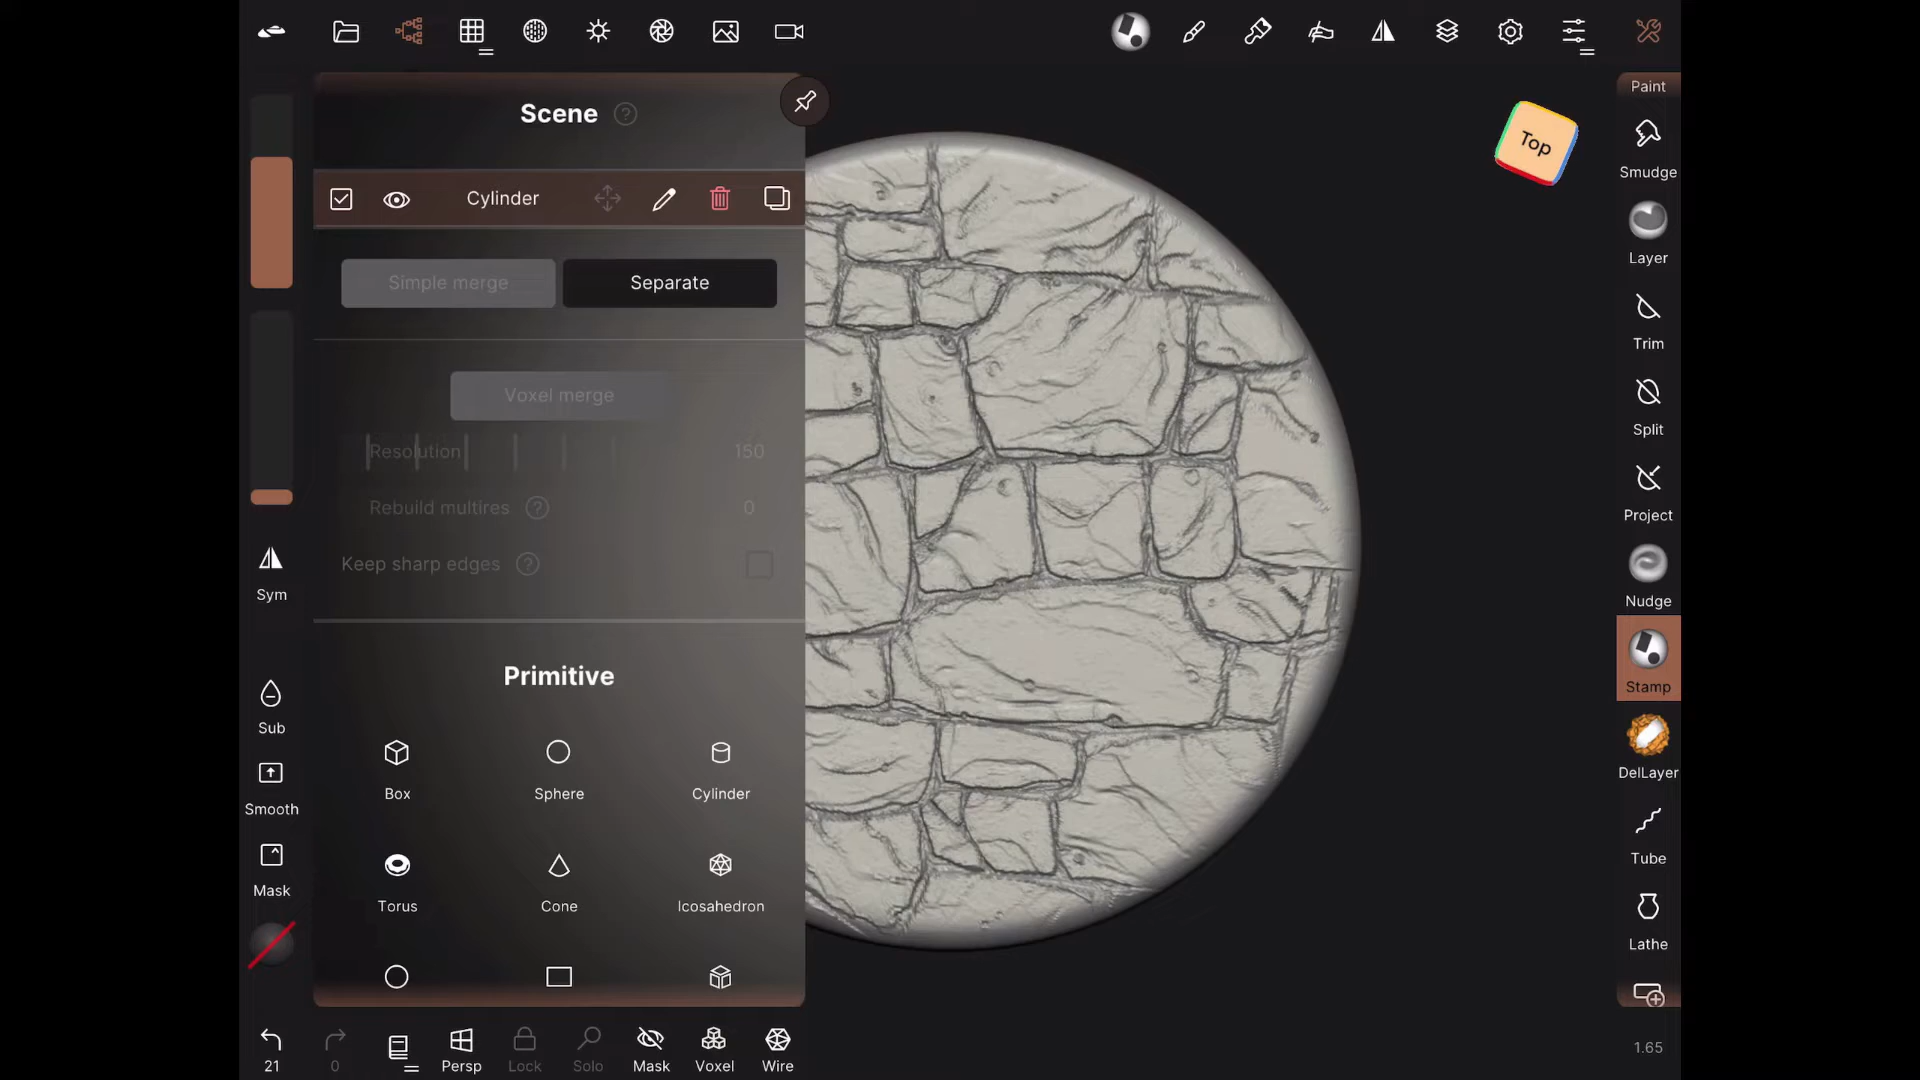 Scene
Cylinder
Simple merge
Separate
Voxel merge
Resolution
150
Rebuild multires
0
Keep sharp edges
Primitive
Box
Sphere
Cylinder
Torus
Cone
Icosahedron
Sym
Sub
Smooth
Mask
21
0
Persp
Lock
Solo
Mask
Voxel
Wire
Top
Paint
Smudge
Layer
Trim
Split
Project
Nudge
Stamp
DelLayer
Tube
Lathe
1.65